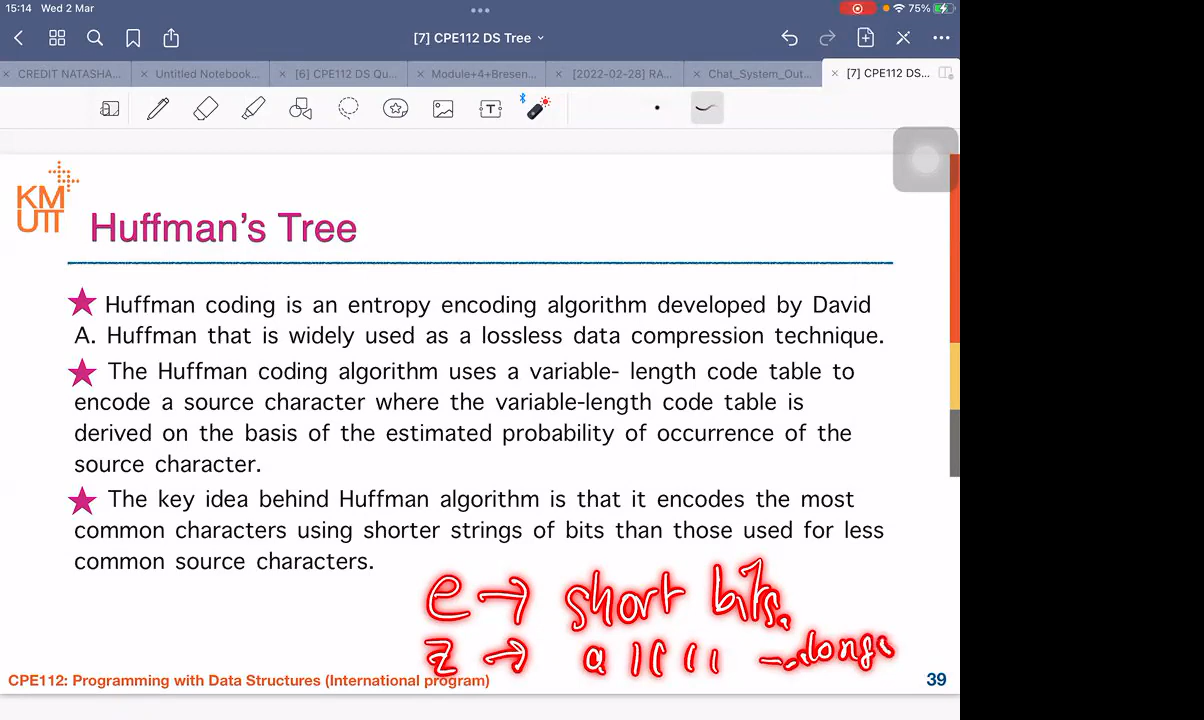 15:14 Wed 2 Mar
75%
[7] CPE112 DS Tree
CREDIT NATASHA...
Untitled Notebook...
[6] CPE112 DS Qu...
Module+4+Bresen...
[2022-02-28] RA...
Chat_System_Out...
[7] CPE112 DS...
KM
UTT
Huffman's Tree
★ Huffman coding is an entropy encoding algorithm developed by David
A. Huffman that is widely used as a lossless data compression technique.
★ The Huffman coding algorithm uses a variable- length code table to
encode a source character where the variable-length code table is
derived on the basis of the estimated probability of occurrence of the
source character.
★ The key idea behind Huffman algorithm is that it encodes the most
common characters using shorter strings of bits than those used for less
common source characters.
e → short bits.
z →
CPE112: Programming with Data Structures (International program)
39